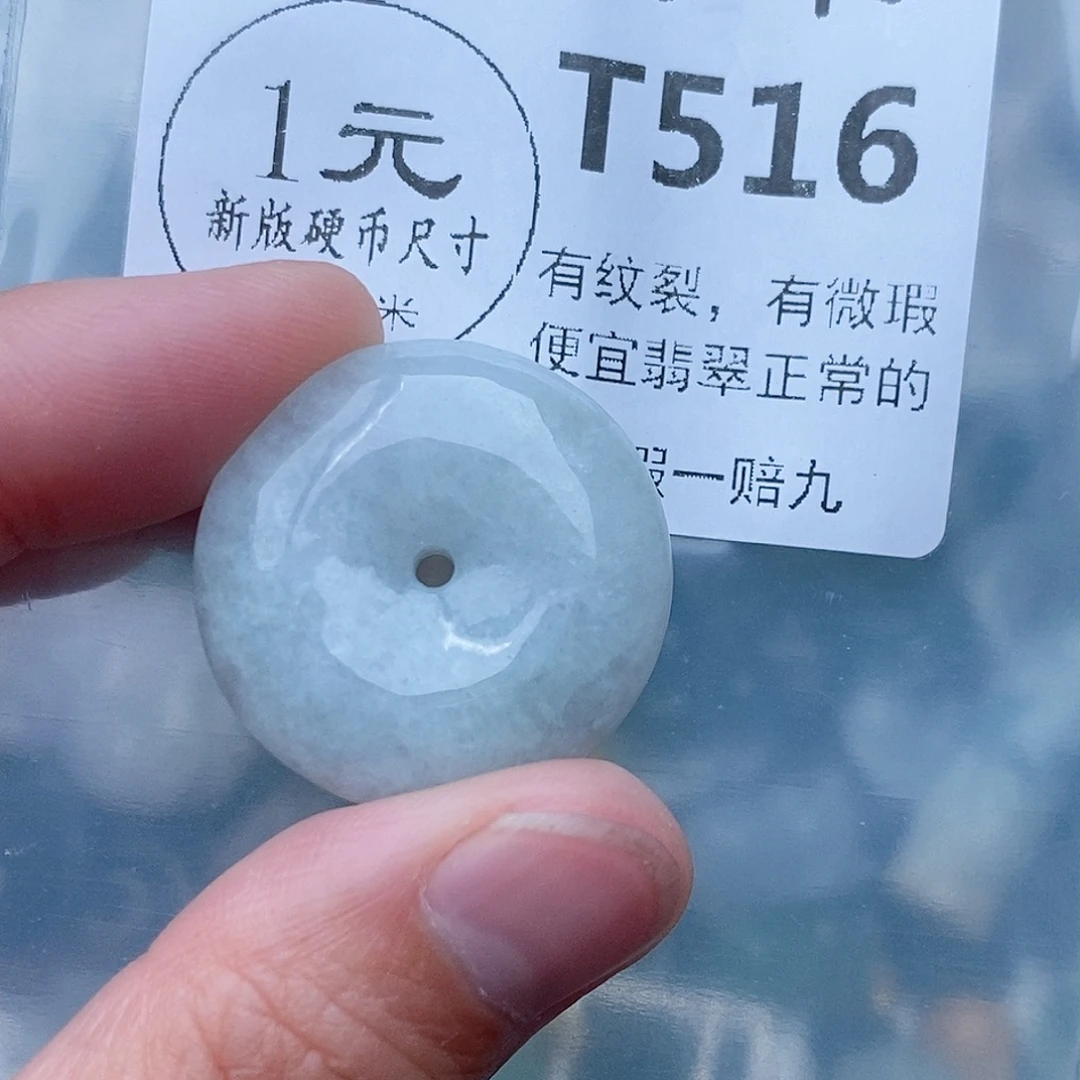 1元
新版硬币尺寸
米
T516
有纹裂，有微瑕
便宜翡翠正常的
一赔九